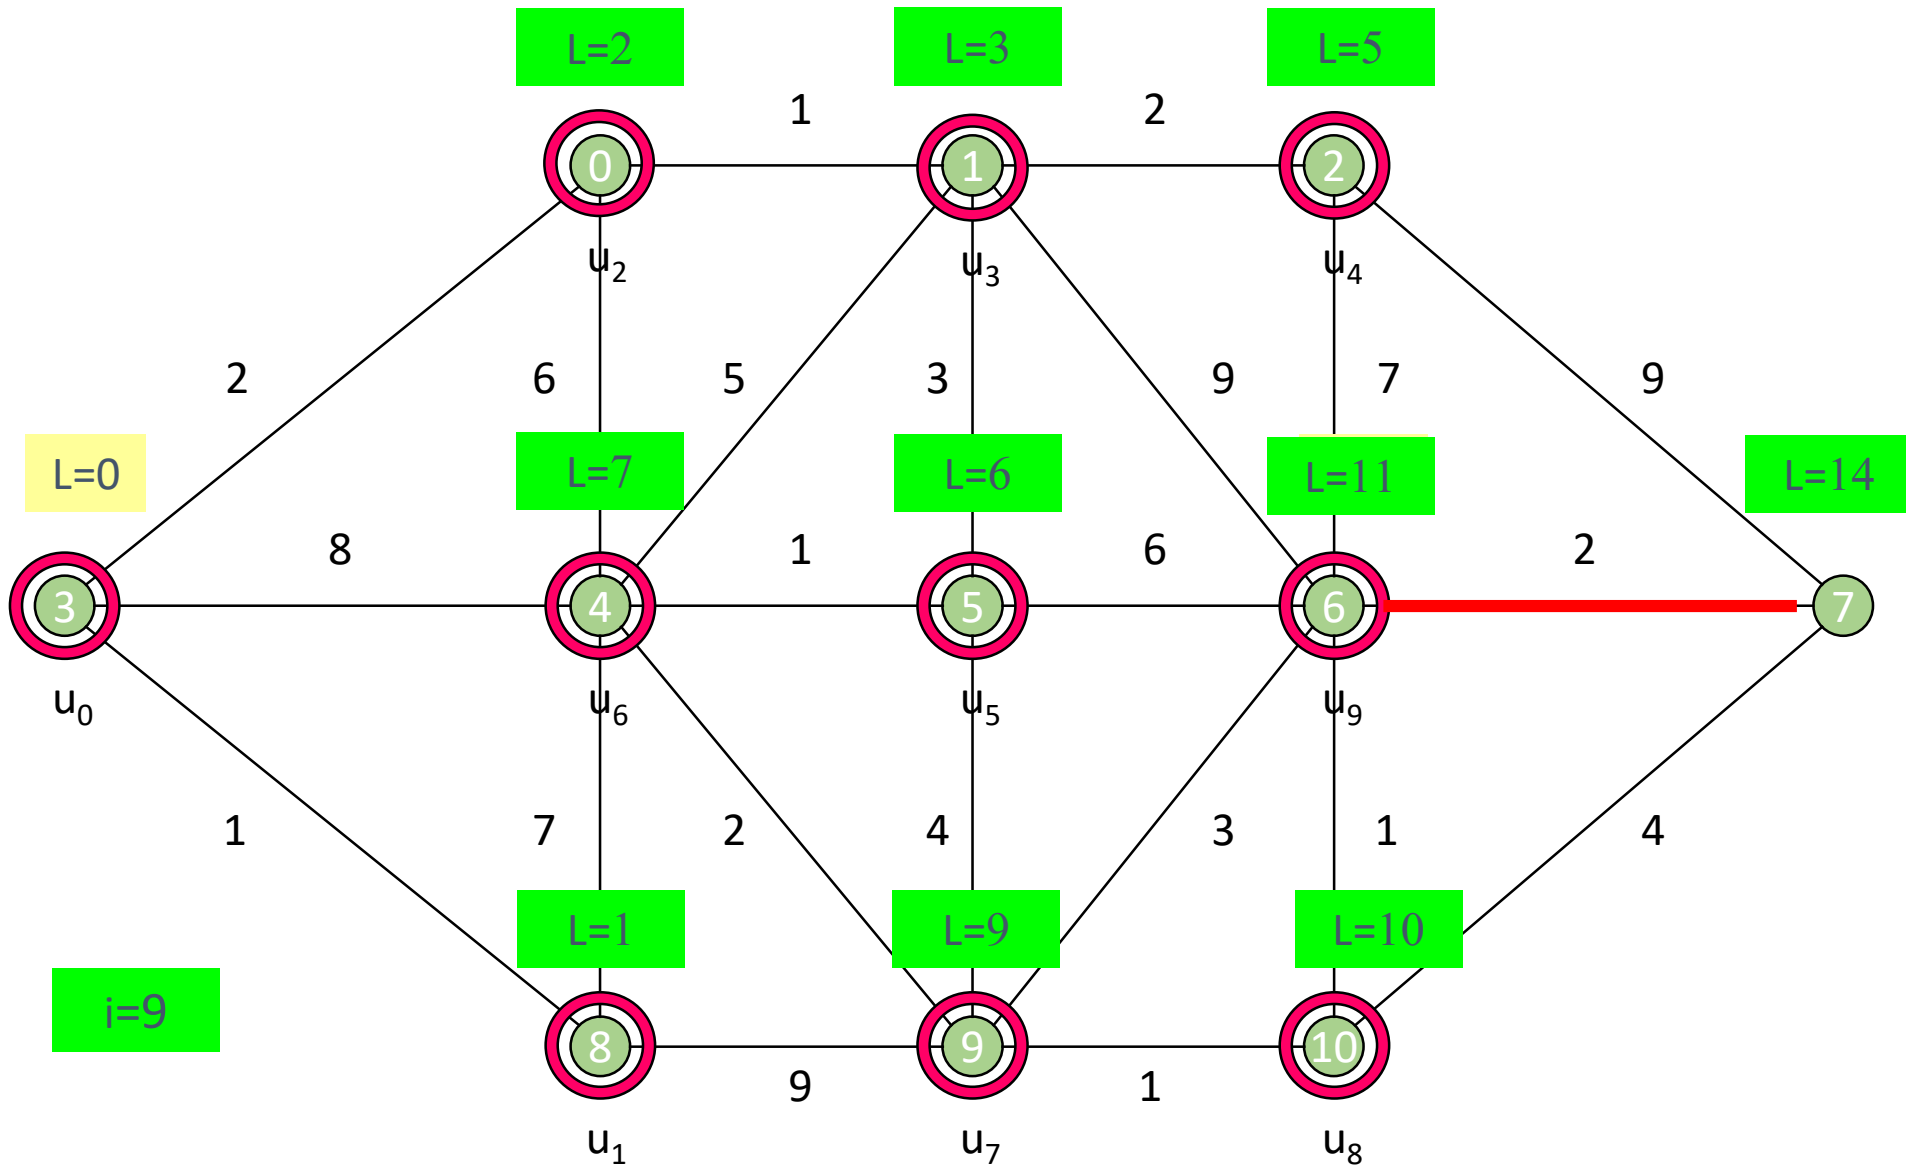 L=2 L=3 L=5
1 2
0 1 2
u2 u3 u4
2 6 5 3 9 7 9
L=0 L=7 L=6 L=11 L=14
8 1 6 2
3 4 5 6 7
u0 u6 u5 u9
1 7 2 4 3 1 4
L=1 L=9 L=10
i=9
8 9 10
9 1
u1 u7 u8